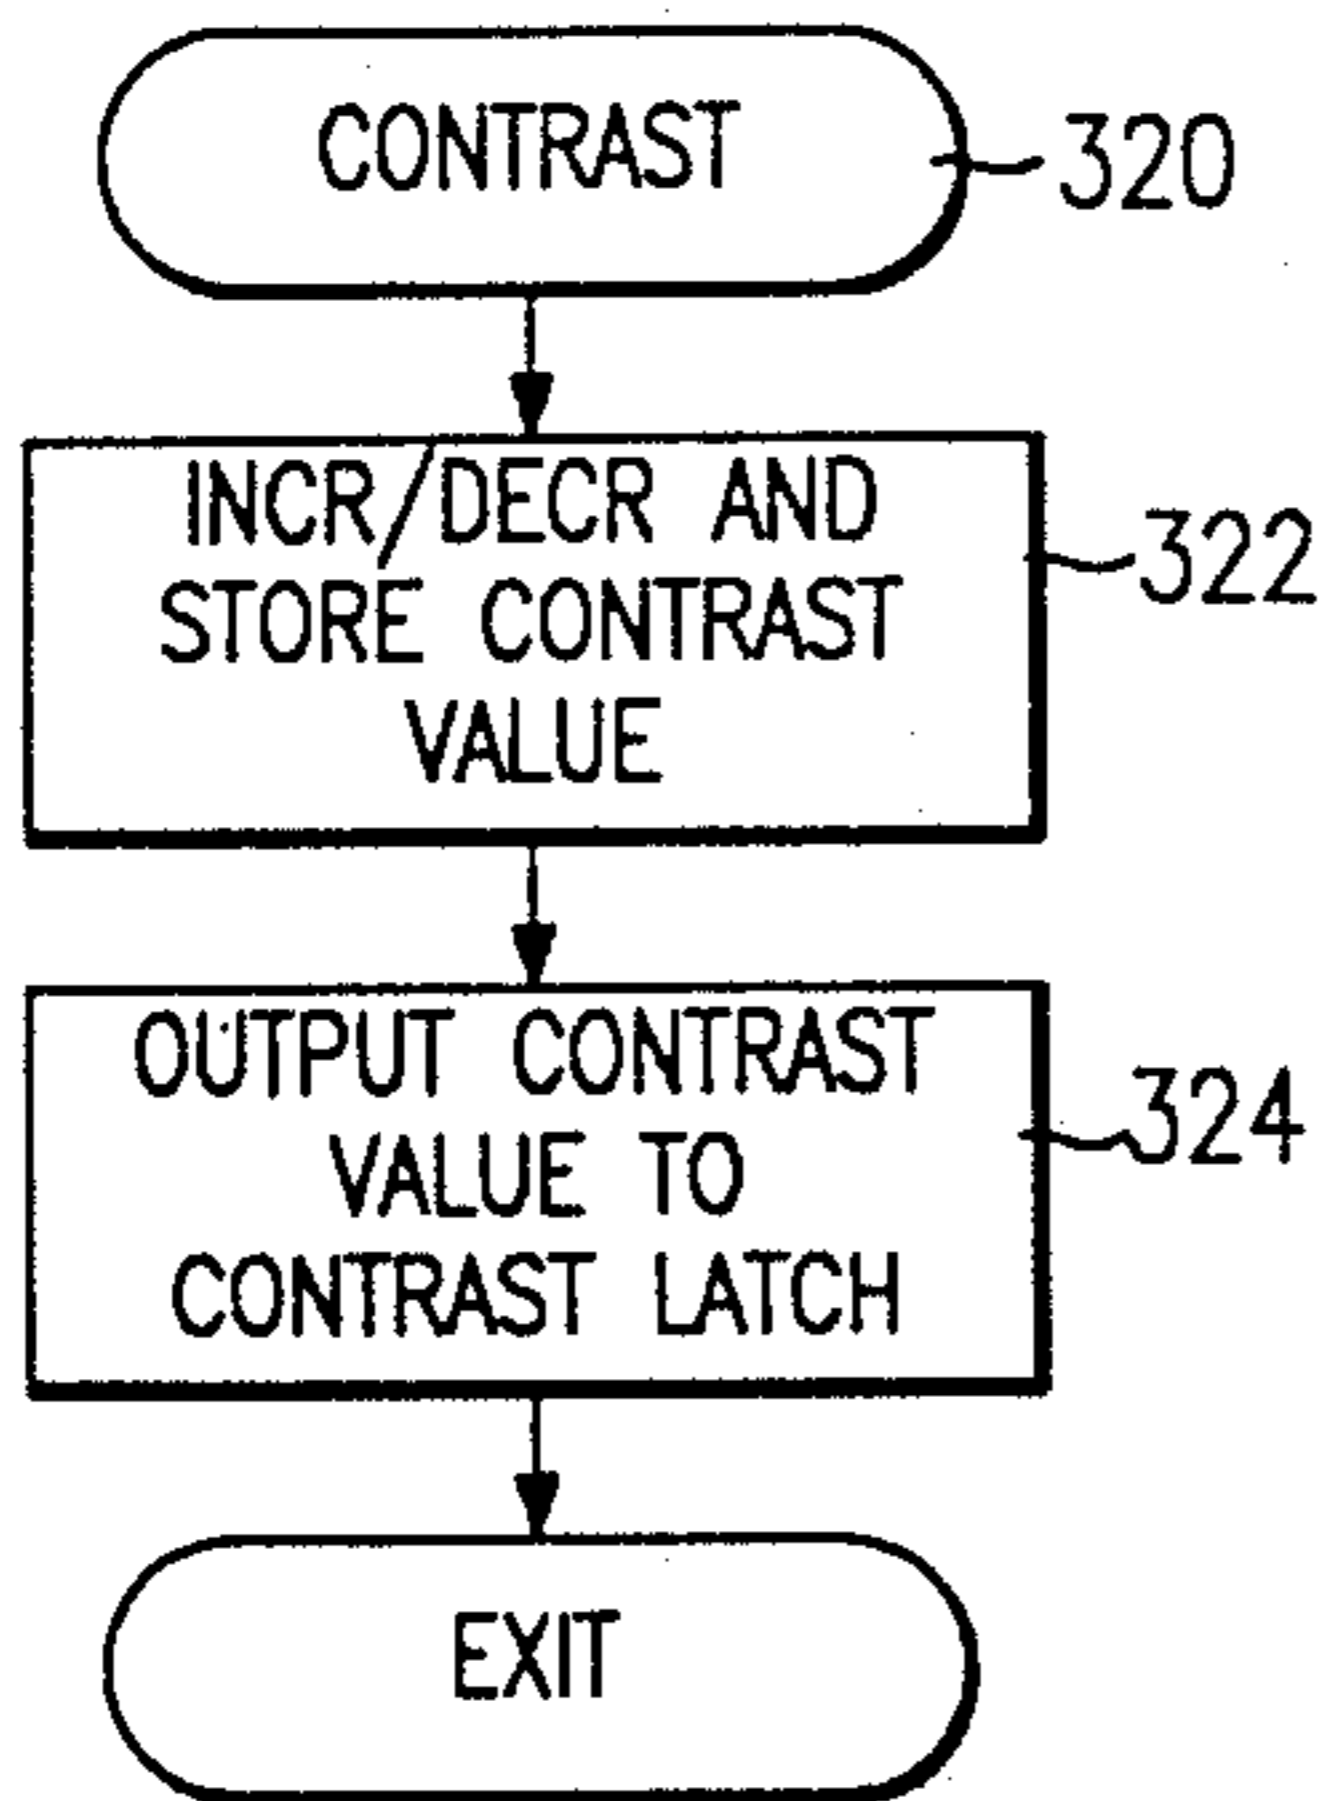 CONTRAST
320
INCR/DECR AND
STORE CONTRAST
VALUE
322
OUTPUT CONTRAST
VALUE TO
CONTRAST LATCH
324
EXIT